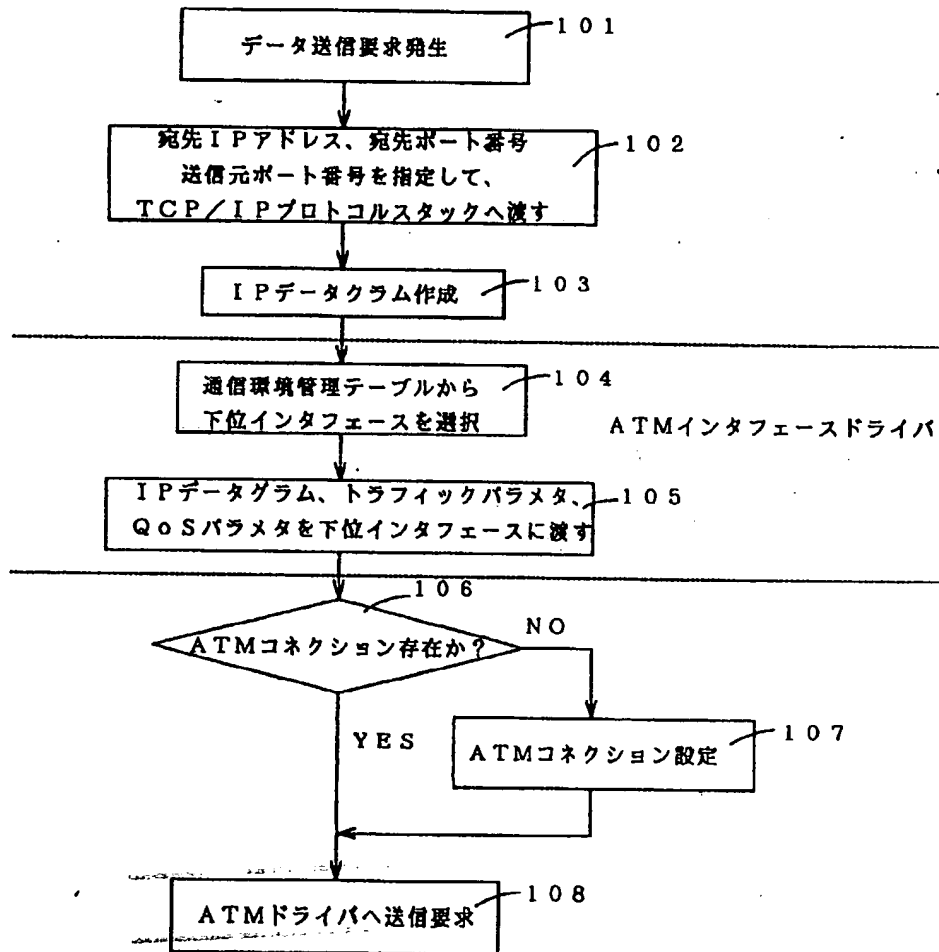 101
データ送信要求発生
宛先IPアドレス、宛先ポート番号
送信元ポート番号を指定して、
TCP/IPプロトコルスタックへ渡す
102
IPデータクラム作成
103
通信環境管理テーブルから
下位インタフェースを選択
104
ATMインタフェースドライバ
IPデータグラム、トラフィックパラメタ、
QoSパラメタを下位インタフェースに渡す
105
106
ATMコネクション存在か?
NO
YES
ATMコネクション設定
107
ATMドライバへ送信要求
108